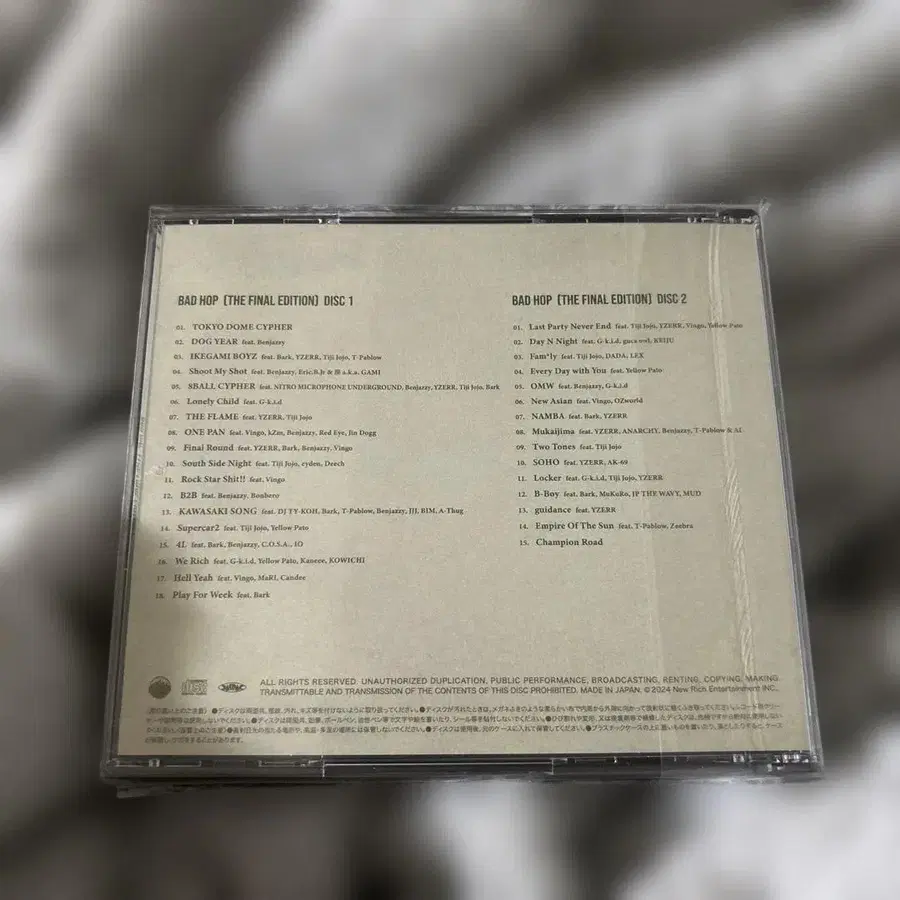 BAD HOP (THE FINAL EDITION) DISC 1
01. TOKYO DOME CYPHER
02. DOG YEAR feat. Benjazzy
03. IKEGAMI BOYZ feat. Bark, YZERR, Tiji Jojo, T-Pablow
04. Shoot My Shot feat. Benjazzy, Eric.B.Jr & a.k.a. GAMI
05. 8BALL CYPHER feat. NITRO MICROPHONE UNDERGROUND, Benjazzy, YZERR, Tiji Jojo, Bark
06. Lonely Child feat. G-k.i.d
07. THE FLAME feat. YZERR, Tiji Jojo
08. ONE PAN feat. Vingo, kZm, Benjazzy, Red Eye, Jin Dogg
09. Final Round feat. YZERR, Bark, Benjazzy, Vingo
10. South Side Night feat. Tiji Jojo, eyden, Deech
11. Rock Star Shit!! feat. Vingo
12. B2B feat. Benjazzy, Bonbero
13. KAWASAKI SONG feat. DJ TY-KOH, Bark, T-Pablow, Benjazzy, JJJ, BIM, A-Thug
14. Supercar2 feat. Tiji Jojo, Yellow Pato
15. 4L feat. Bark, Benjazzy, C.O.S.A., IO
16. We Rich feat. G-k.i.d, Yellow Pato, Kaneee, KOWICHI
17. Hell Yeah feat. Vingo, MaRI, Candee
18. Play For Week feat. Bark
BAD HOP (THE FINAL EDITION) DISC 2
01. Last Party Never End feat. Tiji Jojo, YZERR, Vingo, Yellow Pato
02. Day N Night feat. G-k.i.d, guca owl, KEIJU
03. Fam*ly feat. Tiji Jojo, DADA, LEX
04. Every Day with You feat. Yellow Pato
05. OMW feat. Benjazzy, G-k.i.d
06. New Asian feat. Vingo, OZworld
07. NAMBA feat. Bark, YZERR
08. Mukaijima feat. YZERR, ANARCHY, Benjazzy, T-Pablow & AI
09. Two Tones feat. Tiji Jojo
10. SOHO feat. YZERR, AK-69
11. Locker feat. G-k.i.d, Tiji Jojo, YZERR
12. B-Boy feat. Bark, MuKuRo, JP THE WAVY, MUD
13. guidance feat. YZERR
14. Empire Of The Sun feat. T-Pablow, Zeebra
15. Champion Road
ALL RIGHTS RESERVED. UNAUTHORIZED DUPLICATION, PUBLIC PERFORMANCE, BROADCASTING, RENTING, COPYING, MAKING
TRANSMITTABLE AND TRANSMISSION OF THE CONTENTS OF THIS DISC PROHIBITED. MADE IN JAPAN. © 2024 New Rich Entertainment INC.